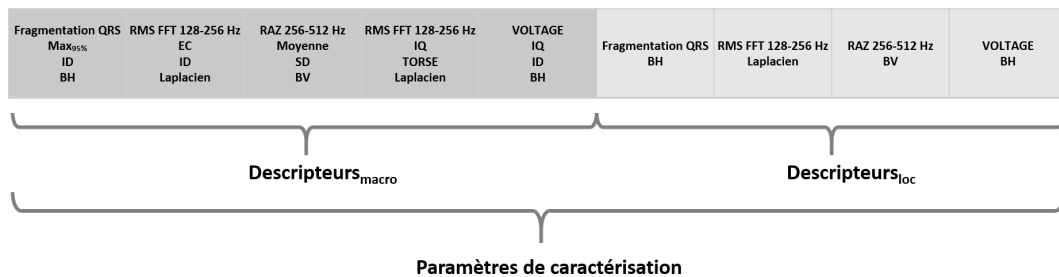 Fragmentation QRS
Max95%
ID
BH
RMS FFT 128-256 Hz
EC
ID
Laplacien
RAZ 256-512 Hz
Moyenne
SD
BV
RMS FFT 128-256 Hz
IQ
TORSE
Laplacien
VOLTAGE
IQ
ID
BH
Fragmentation QRS
BH
RMS FFT 128-256 Hz
Laplacien
RAZ 256-512 Hz
BV
VOLTAGE
BH
Descripteursmacro
Descripteursloc
Paramètres de caractérisation